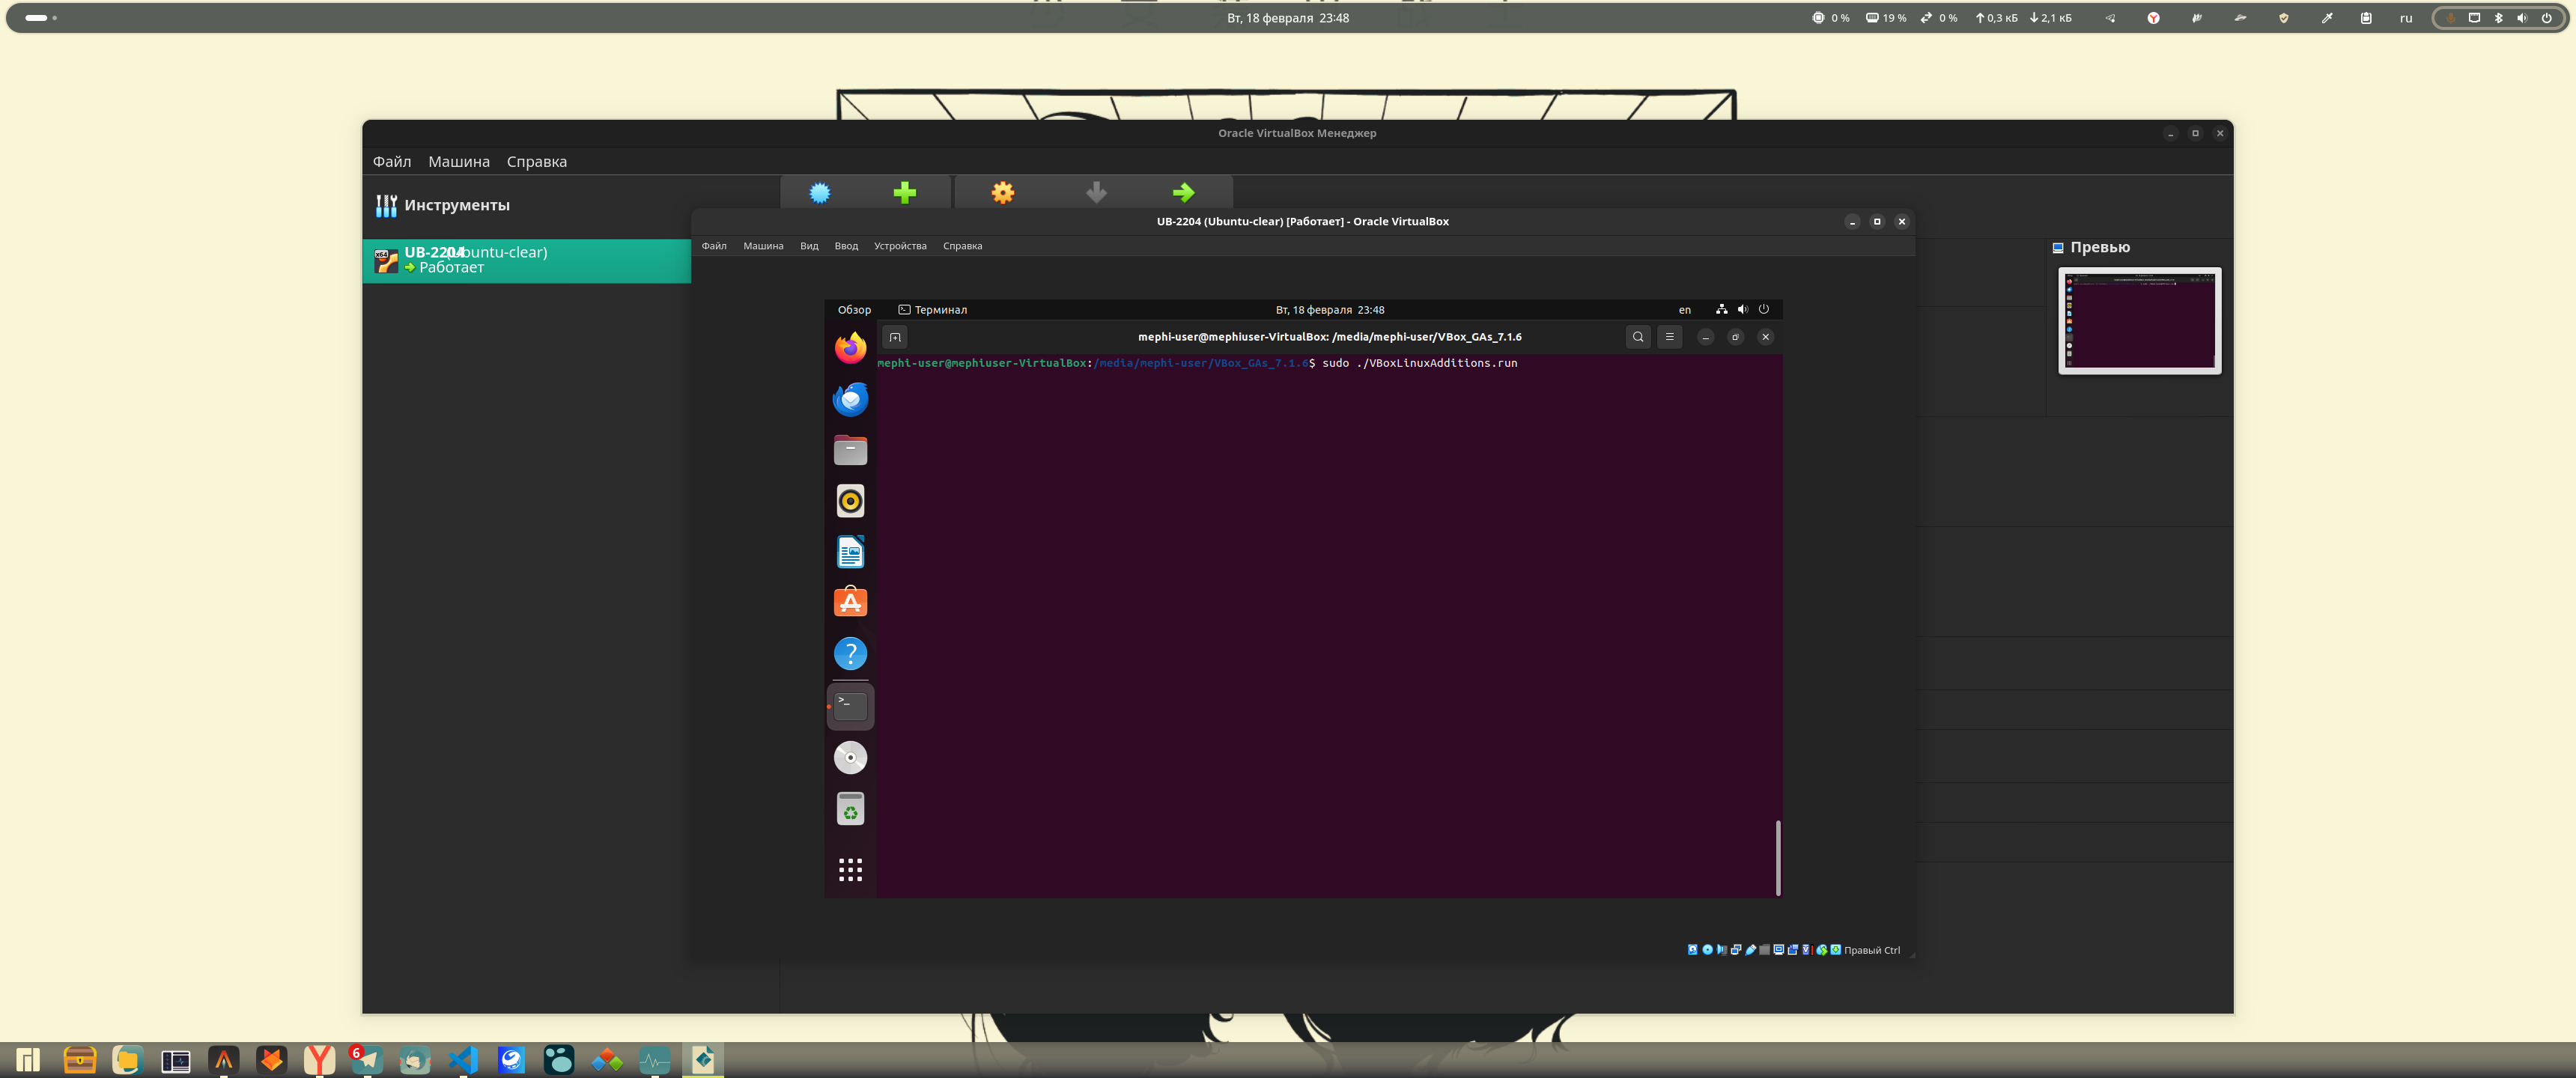 Вт, 18 февраля 23:48
0 % 19 % 0 % 0,3 кБ 2,1 кБ ru
Oracle VirtualBox Менеджер
Файл Машина Справка
Инструменты
UB-2204 (Ubuntu-clear)
Работает
Превью
UB-2204 (Ubuntu-clear) [Работает] - Oracle VirtualBox
Файл Машина Вид Ввод Устройства Справка
Обзор Терминал Вт, 18 февраля 23:48 en
mephi-user@mephiuser-VirtualBox: /media/mephi-user/VBox_GAs_7.1.6
mephi-user@mephiuser-VirtualBox:/media/mephi-user/VBox_GAs_7.1.6$ sudo ./VBoxLinuxAdditions.run
Правый Ctrl
6